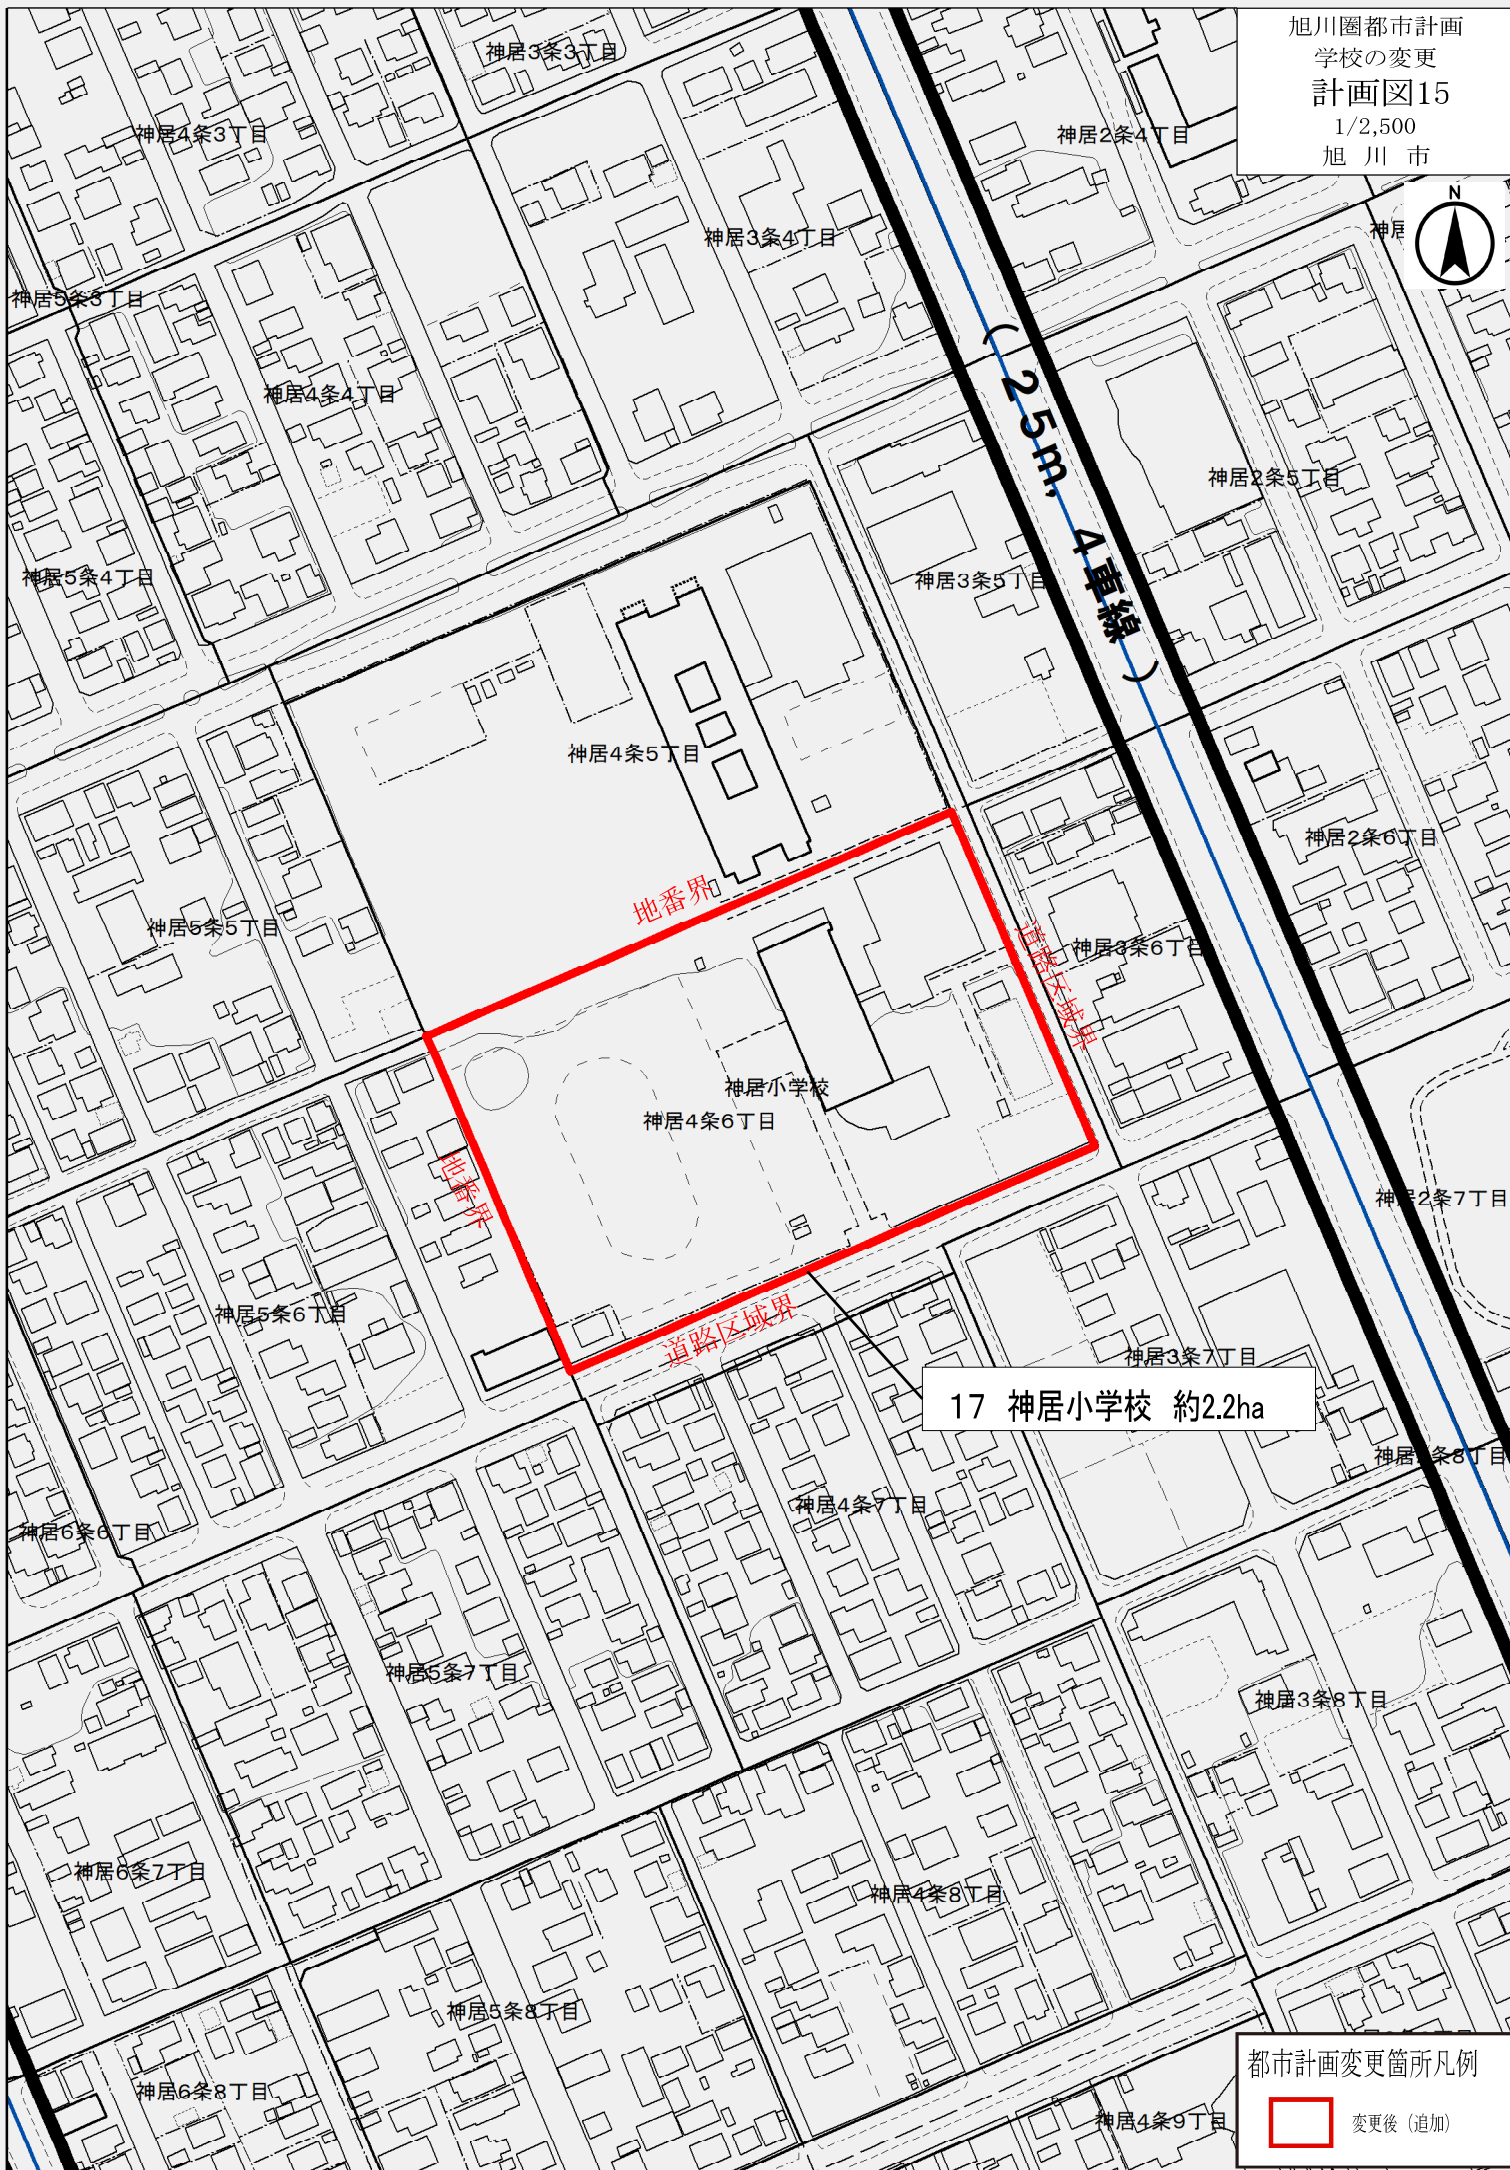 旭川圏都市計画
学校の変更
計画図15
1/2,500
旭 川 市
N
神居3条3丁目
神居4条3丁目
神居2条4丁目
神居3条4丁目
神居
神居5条3丁目
神居4条4丁目
(25m, 4車線)
神居2条5丁目
神居5条4丁目
神居3条5丁目
神居4条5丁目
神居2条6丁目
地番界
神居5条5丁目
道路区域界
神居3条6丁目
神居小学校
神居4条6丁目
地番界
神居2条7丁目
神居5条6丁目
道路区域界
神居3条7丁目
17 神居小学校 約2.2ha
神居4条7丁目
神居6条6丁目
神居5条7丁目
神居3条8丁目
神居6条7丁目
神居4条8丁目
神居5条8丁目
神居6条8丁目
神居4条9丁目
都市計画変更箇所凡例
変更後（追加）